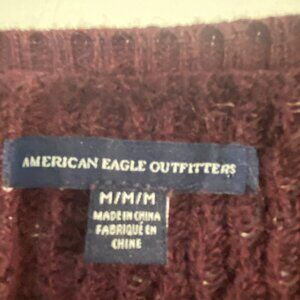 AMERICAN EAGLE OUTFITTERS
M/M/M
MADE IN CHINA
FABRIQUÉ EN
CHINE